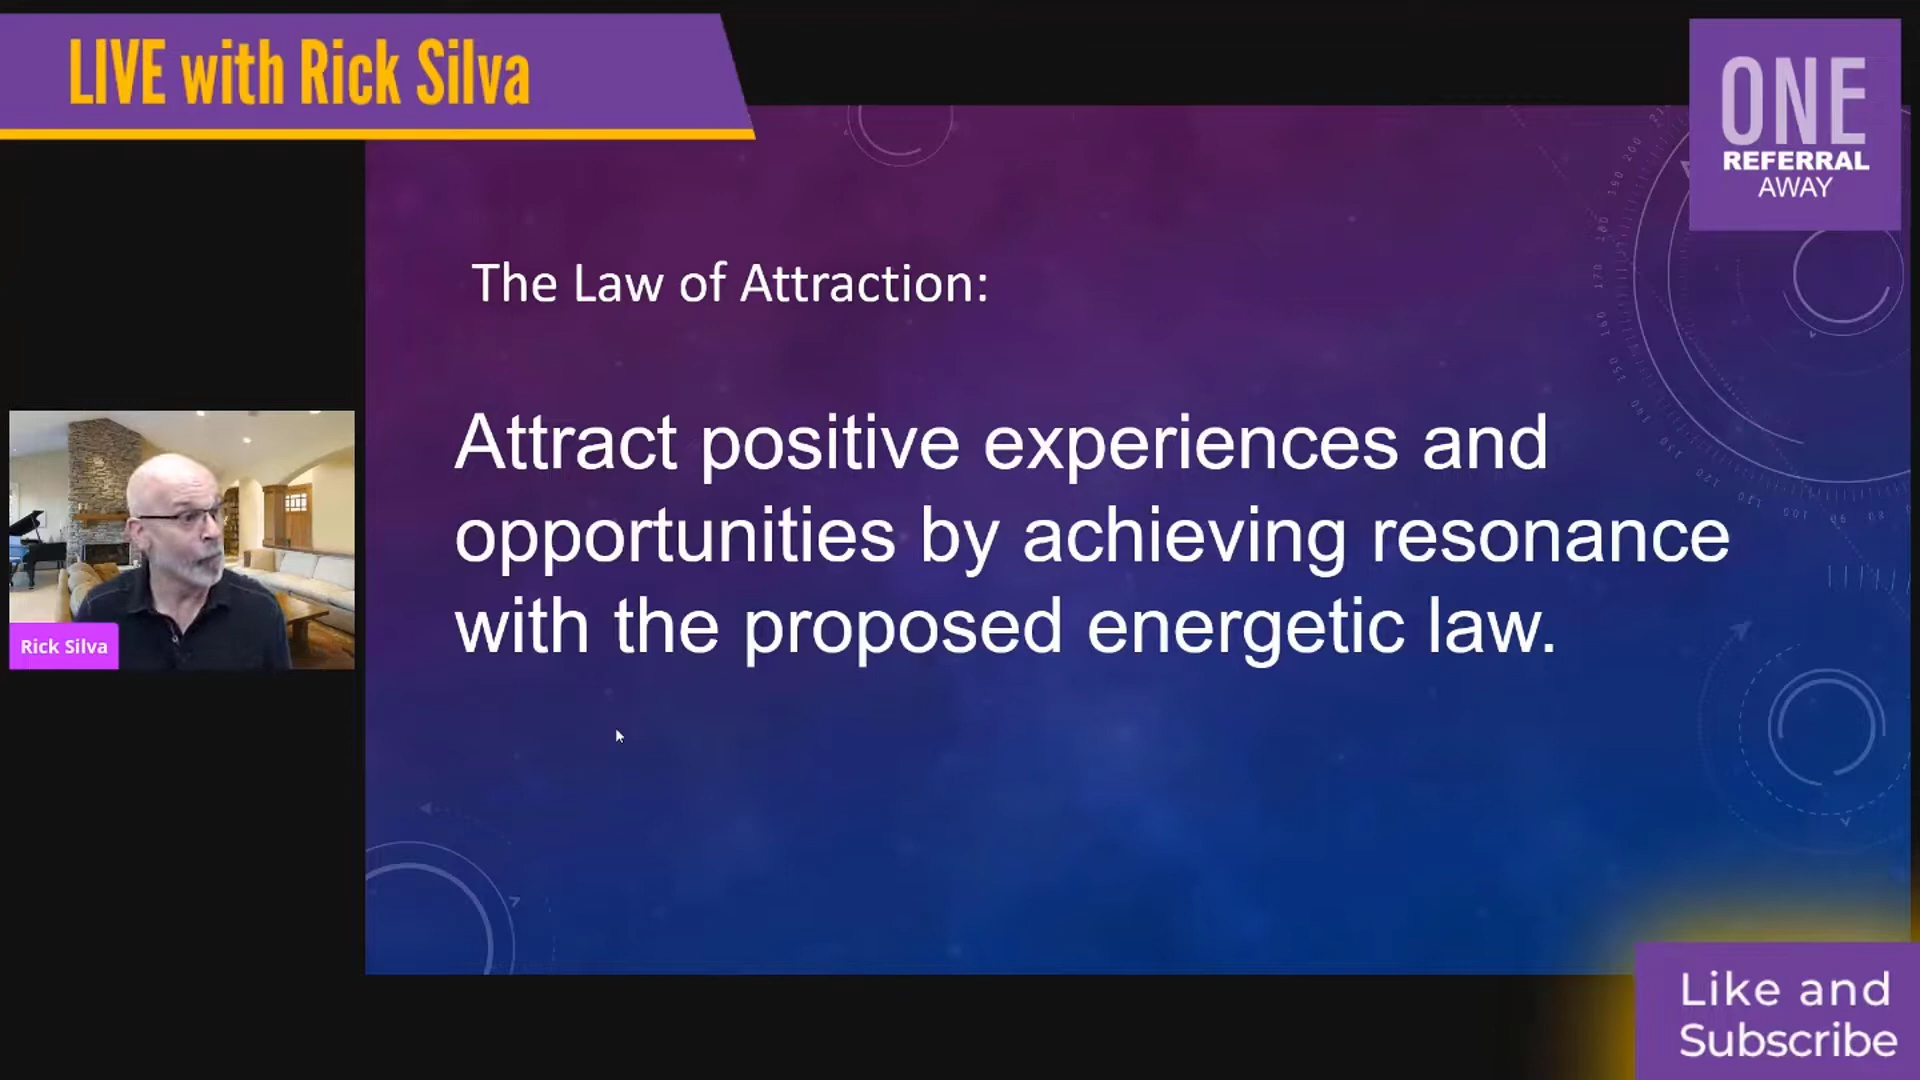 LIVE with Rick Silva
ONE
REFERRAL
AWAY
The Law of Attraction:
Attract positive experiences and
opportunities by achieving resonance
with the proposed energetic law.
Rick Silva
Like and
Subscribe